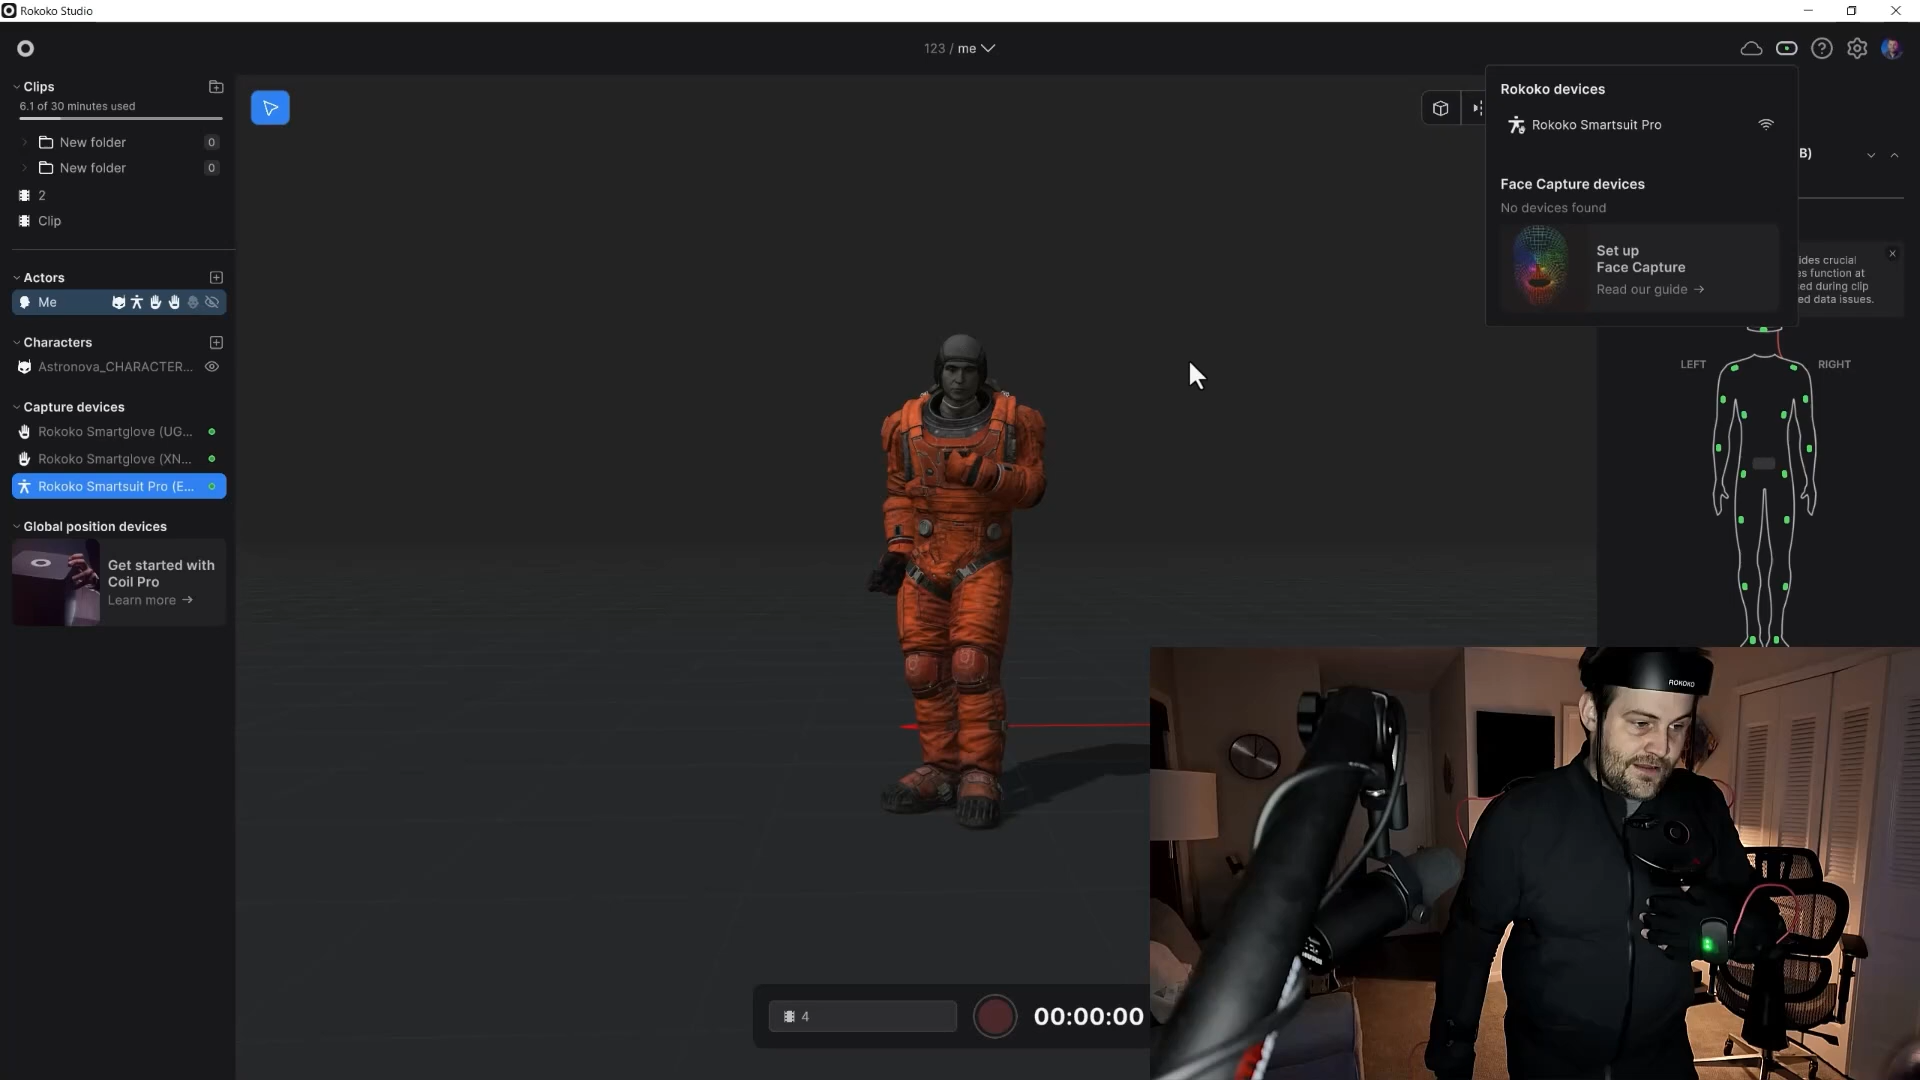 Rokoko Studio
123 / me
Clips
6.1 of 30 minutes used
New folder 0
New folder 0
2
Clip
Actors
Me
Characters
Astronova_CHARACTER...
Capture devices
Rokoko Smartglove (UG...
Rokoko Smartglove (XN...
Rokoko Smartsuit Pro (E...
Global position devices
Get started with
Coil Pro
Learn more →
Rokoko devices
Rokoko Smartsuit Pro
Face Capture devices
No devices found
Set up
Face Capture
Read our guide →
B)
ides crucial
es function at
ed during clip
ed data issues.
LEFT RIGHT
4
00:00:00
ROKOKO